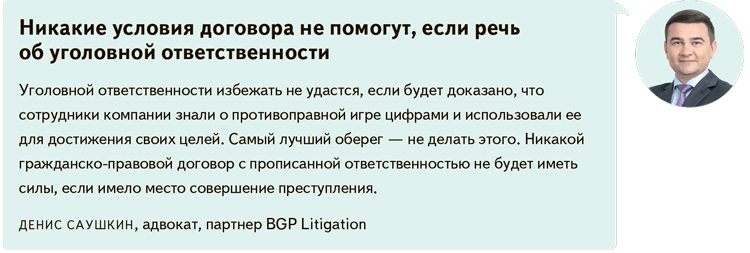 Никакие условия договора не помогут, если речь
об уголовной ответственности
Уголовной ответственности избежать не удастся, если будет доказано, что
сотрудники компании знали о противоправной игре цифрами и использовали ее
для достижения своих целей. Самый лучший оберег — не делать этого. Никакой
гражданско-правовой договор с прописанной ответственностью не будет иметь
силы, если имело место совершение преступления.
ДЕНИС САУШКИН, адвокат, партнер BGP Litigation